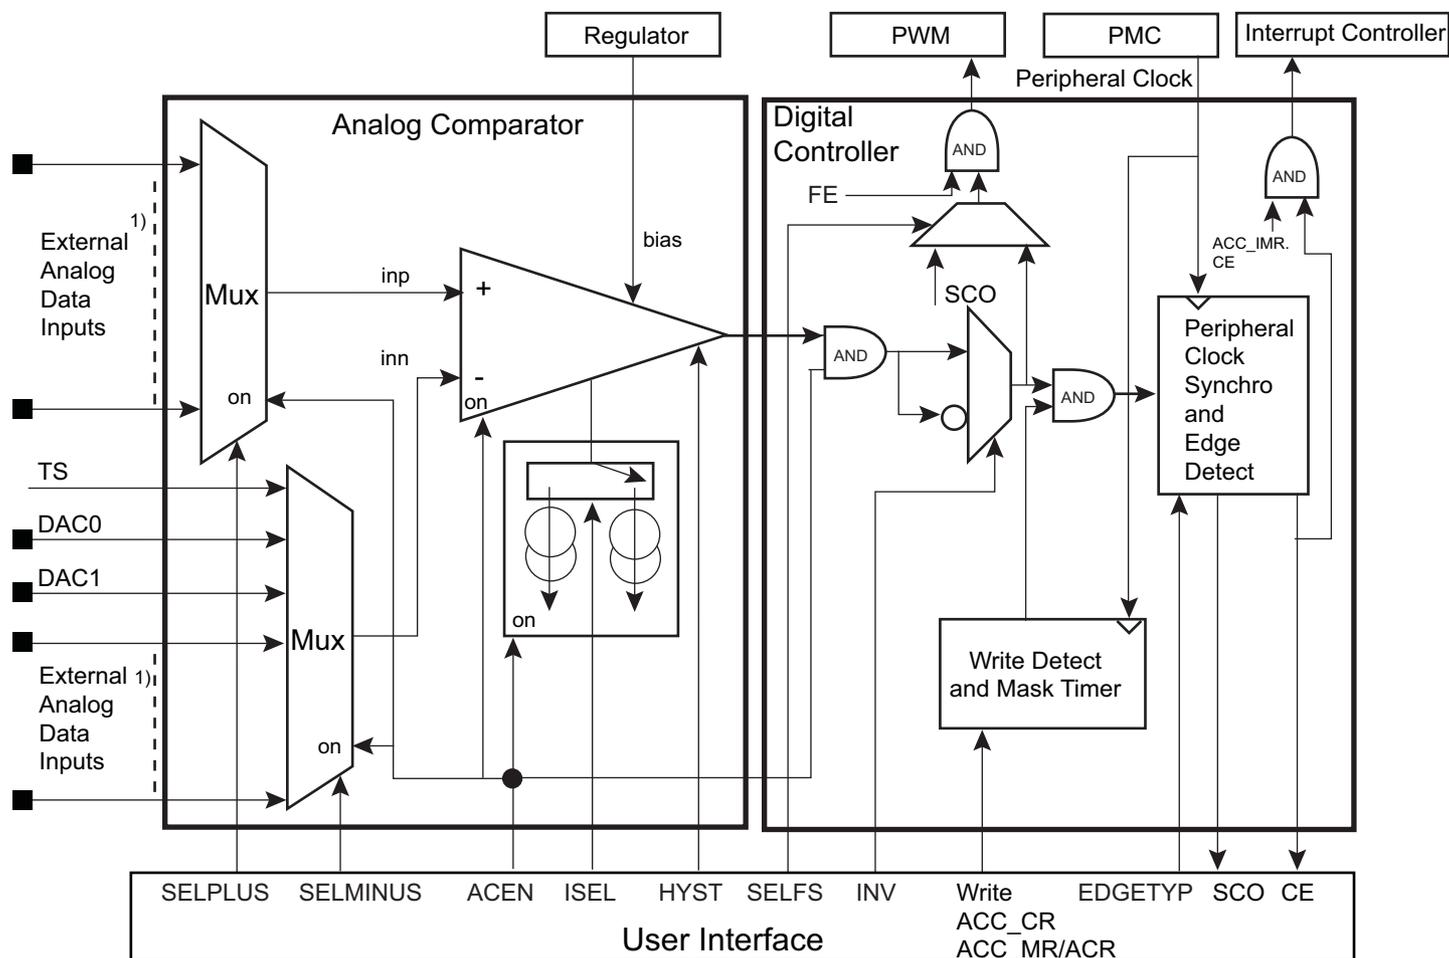 Regulator
PWM
PMC
Interrupt Controller
Peripheral Clock
Analog Comparator
Digital
Controller
AND
AND
FE
1)
External
Analog
Data
Inputs
bias
ACC_IMR.
CE
inp
Mux
+
SCO
Peripheral
Clock
Synchro
and
Edge
Detect
AND
inn
-
on
on
AND
TS
DAC0
DAC1
on
Mux
External 1)
Analog
Data
Inputs
Write Detect
and Mask Timer
on
SELPLUS
SELMINUS
ACEN
ISEL
HYST
SELFS
INV
Write
ACC_CR
ACC_MR/ACR
EDGETYP
SCO
CE
User Interface